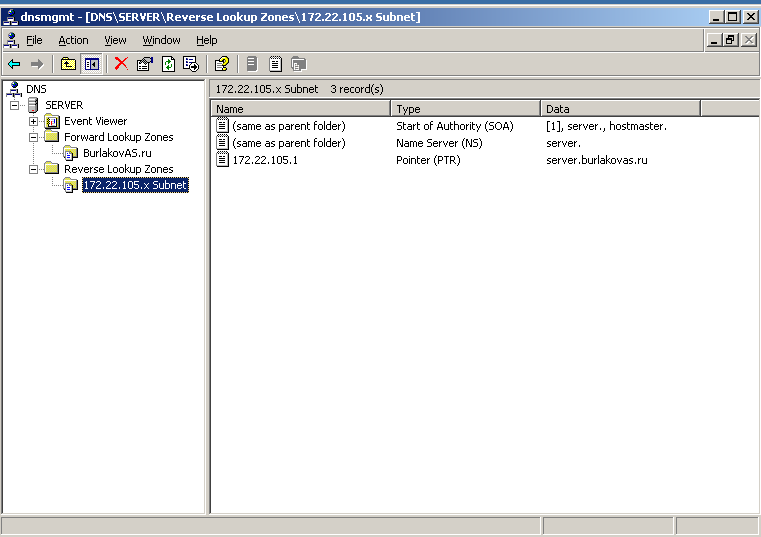 dnsmgmt - [DNS\SERVER\Reverse Lookup Zones\172.22.105.x Subnet]
File Action View Window Help
DNS
SERVER
Event Viewer
Forward Lookup Zones
BurlakovAS.ru
Reverse Lookup Zones
172.22.105.x Subnet
172.22.105.x Subnet 3 record(s)
Name Type Data
(same as parent folder) Start of Authority (SOA) [1], server., hostmaster.
(same as parent folder) Name Server (NS) server.
172.22.105.1 Pointer (PTR) server.burlakovas.ru